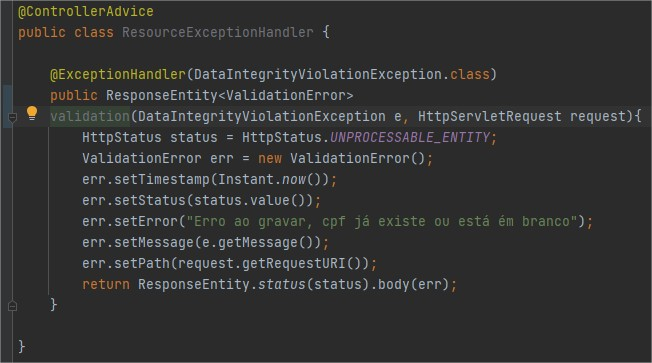 @ControllerAdvice
public class ResourceExceptionHandler {
@ExceptionHandler(DataIntegrityViolationException.class)
public ResponseEntity<ValidationError>
validation(DataIntegrityViolationException e, HttpServletRequest request){
HttpStatus status = HttpStatus.UNPROCESSABLE_ENTITY;
ValidationError err = new ValidationError();
err.setTimestamp(Instant.now());
err.setStatus(status.value());
err.setError("Erro ao gravar, cpf já existe ou está ém branco");
err.setMessage(e.getMessage());
err.setPath(request.getRequestURI());
return ResponseEntity.status(status).body(err);
}
}